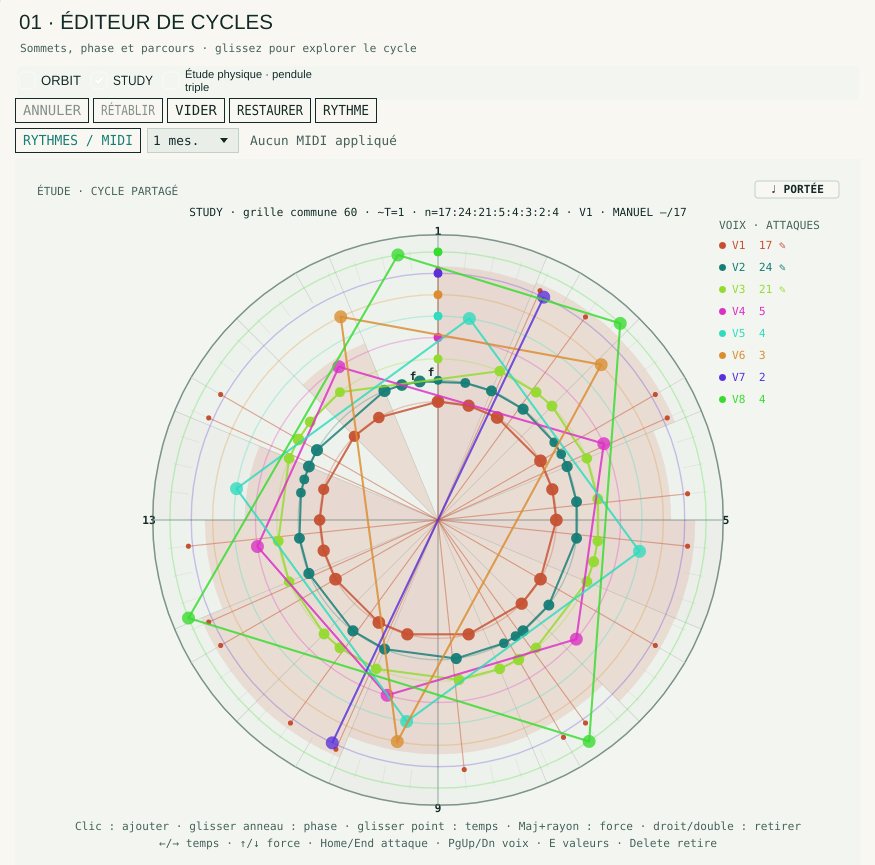 01 · ÉDITEUR DE CYCLES
Sommets, phase et parcours · glissez pour explorer le cycle
ORBIT STUDY Étude physique · pendule
triple
ANNULER RÉTABLIR VIDER RESTAURER RYTHME
RYTHMES / MIDI 1 mes. Aucun MIDI appliqué
ÉTUDE · CYCLE PARTAGÉ
♩ PORTÉE
STUDY · grille commune 60 · ~T=1 · n=17:24:21:5:4:3:2:4 · V1 · MANUEL —/17
VOIX · ATTAQUES
V1 17 ✎
V2 24 ✎
V3 21 ✎
V4 5
V5 4
V6 3
V7 2
V8 4
1
f f
13
5
9
Clic : ajouter · glisser anneau : phase · glisser point : temps · Maj+rayon : force · droit/double : retirer
←/→ temps · ↑/↓ force · Home/End attaque · PgUp/Dn voix · E valeurs · Delete retire